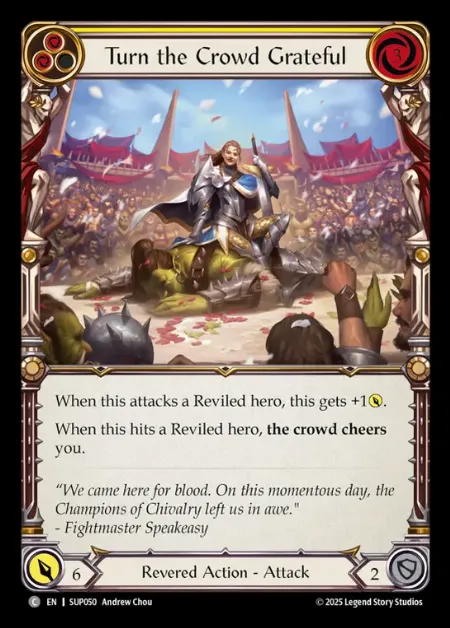 Turn the Crowd Grateful
3
When this attacks a Reviled hero, this gets +1.
When this hits a Reviled hero, the crowd cheers
you.
“We came here for blood. On this momentous day, the
Champions of Chivalry left us in awe."
- Fightmaster Speakeasy
6
Revered Action - Attack
2
C EN | SUP050 Andrew Chou
© 2025 Legend Story Studios